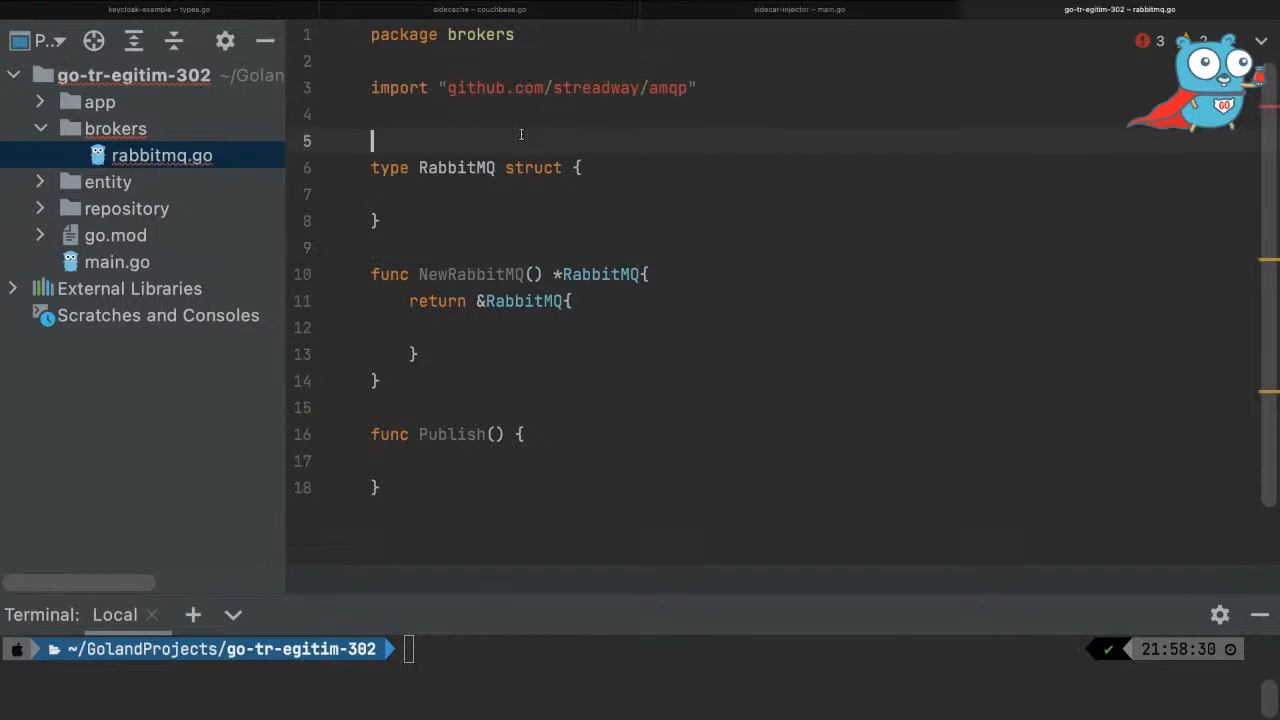 keycloak-example – types.go
sidecache – couchbase.go
sidecar-injector – main.go
go-tr-egitim-302 – rabbitmq.go
P..
go-tr-egitim-302 ~/Golan
app
brokers
rabbitmq.go
entity
repository
go.mod
main.go
External Libraries
Scratches and Consoles
1 package brokers
2
3 import "github.com/streadway/amqp"
4
5
6 type RabbitMQ struct {
7
8 }
9
10 func NewRabbitMQ() *RabbitMQ{
11 return &RabbitMQ{
12
13 }
14 }
15
16 func Publish() {
17
18 }
3
GO
Terminal: Local
~/GolandProjects/go-tr-egitim-302
21:58:30